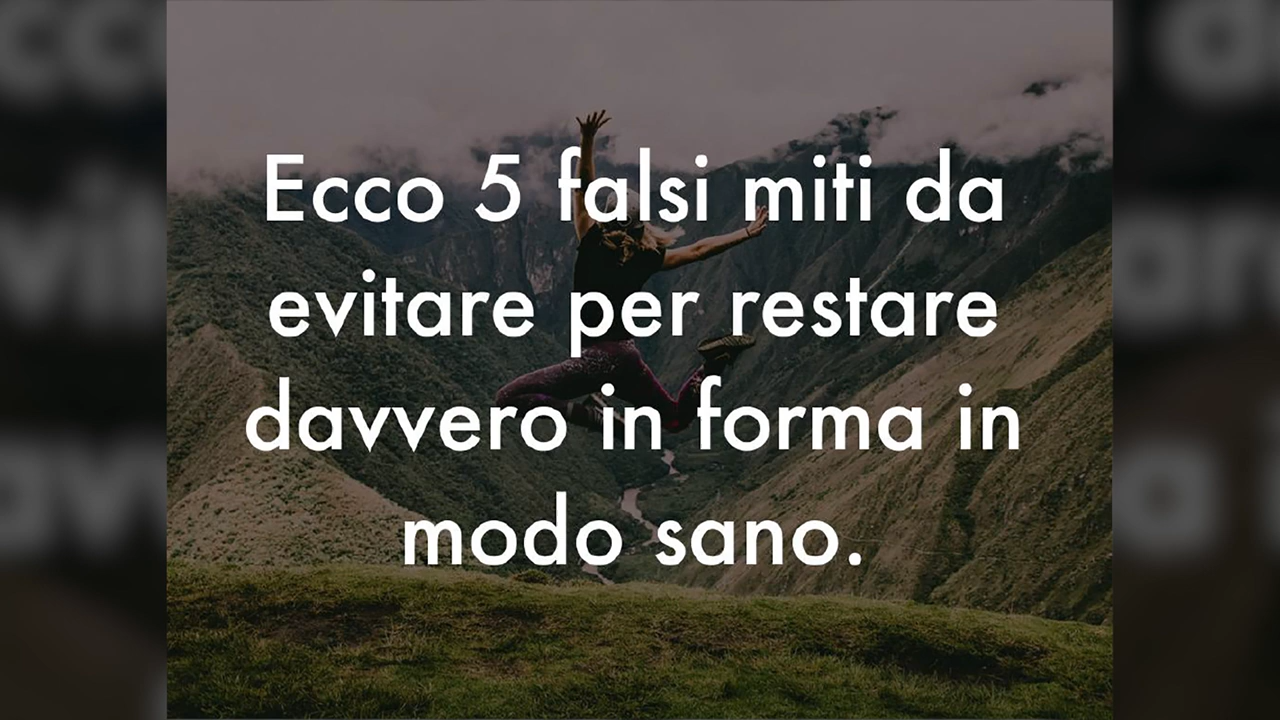 Ecco 5 falsi miti da
evitare per restare
davvero in forma in
modo sano.